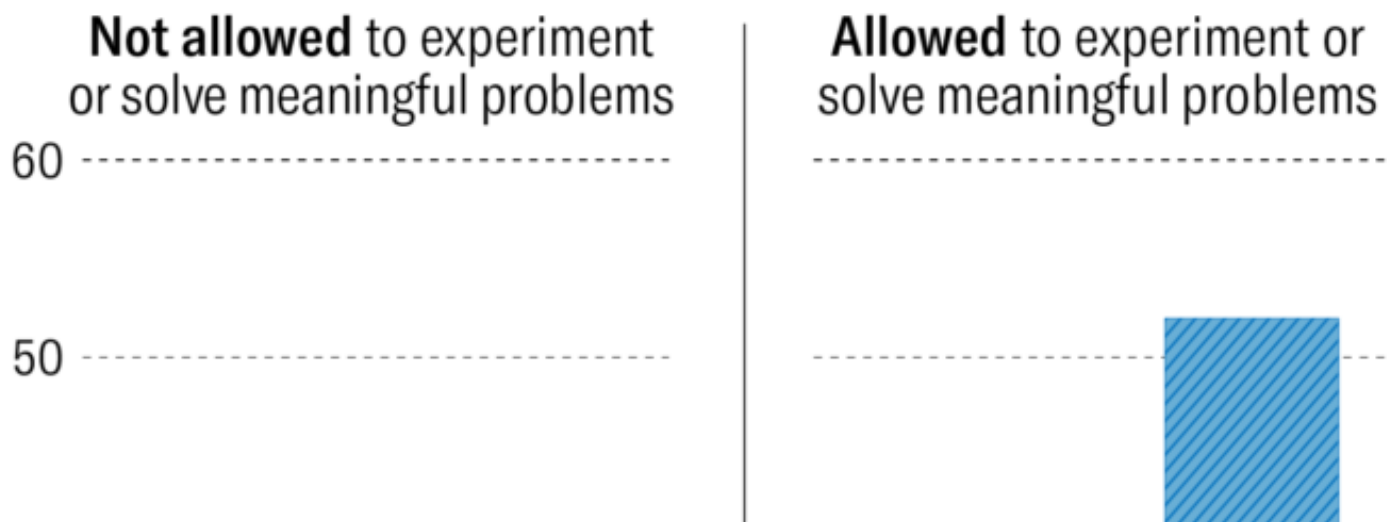 Not allowed to experiment
or solve meaningful problems
Allowed to experiment or
solve meaningful problems
60
50